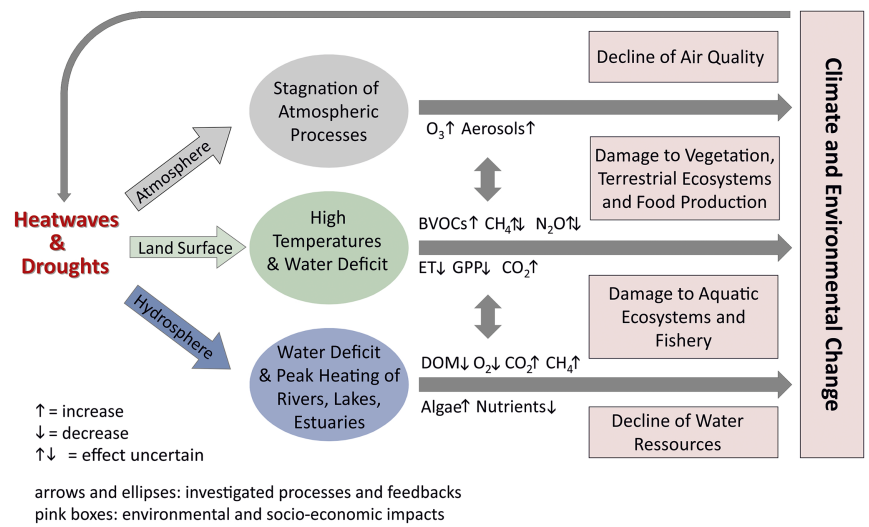 Decline of Air Quality
Stagnation of
Atmospheric
Processes
O₃↑ Aerosols↑
Atmosphere
Damage to Vegetation,
Terrestrial Ecosystems
and Food Production
Climate and Environmental Change
Heatwaves
&
Droughts
Land Surface
High
Temperatures
& Water Deficit
BVOCs↑ CH₄⇅ N₂O⇅
ET↓ GPP↓ CO₂↑
Damage to Aquatic
Ecosystems and
Fishery
Hydrosphere
Water Deficit
& Peak Heating of
Rivers, Lakes,
Estuaries
DOM↓ O₂↓ CO₂↑ CH₄↑
Algae↑ Nutrients↓
Decline of Water
Ressources
↑ = increase
↓ = decrease
↑↓ = effect uncertain
arrows and ellipses: investigated processes and feedbacks
pink boxes: environmental and socio-economic impacts